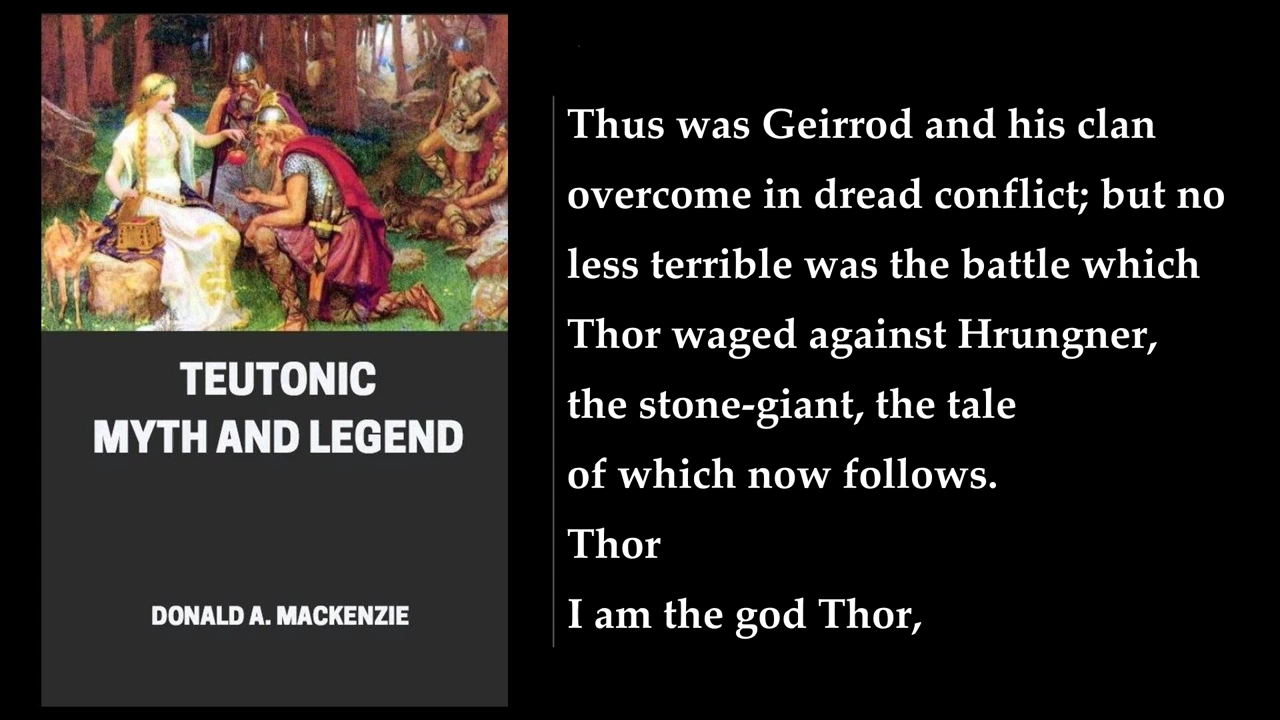 TEUTONIC
MYTH AND LEGEND
DONALD A. MACKENZIE
Thus was Geirrod and his clan
overcome in dread conflict; but no
less terrible was the battle which
Thor waged against Hrungner,
the stone-giant, the tale
of which now follows.
Thor
I am the god Thor,